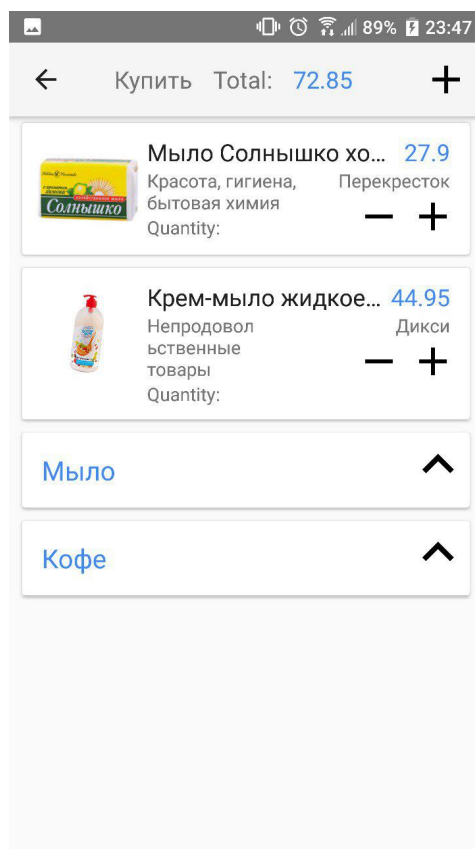 89% 23:47
Купить Total: 72.85
Солнышко
Мыло Солнышко хо... 27.9
Красота, гигиена, Перекресток
бытовая химия
Quantity:
Крем-мыло жидкое... 44.95
Непродовол Дикси
ьственные
товары
Quantity:
Мыло
Кофе